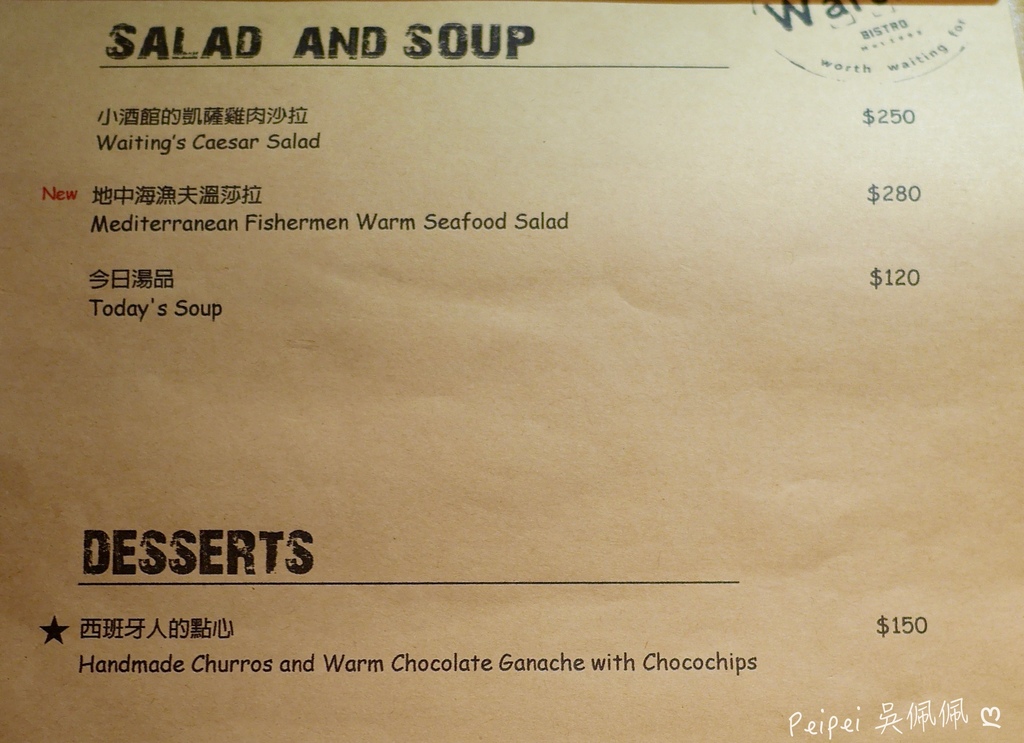 SALAD AND SOUP
BISTRO
worth waiting for
小酒館的凱薩雞肉沙拉 $250
Waiting's Caesar Salad
New 地中海漁夫溫莎拉 $280
Mediterranean Fishermen Warm Seafood Salad
今日湯品 $120
Today's Soup
DESSERTS
★ 西班牙人的點心 $150
Handmade Churros and Warm Chocolate Ganache with Chocochips
Peipei 吳佩佩